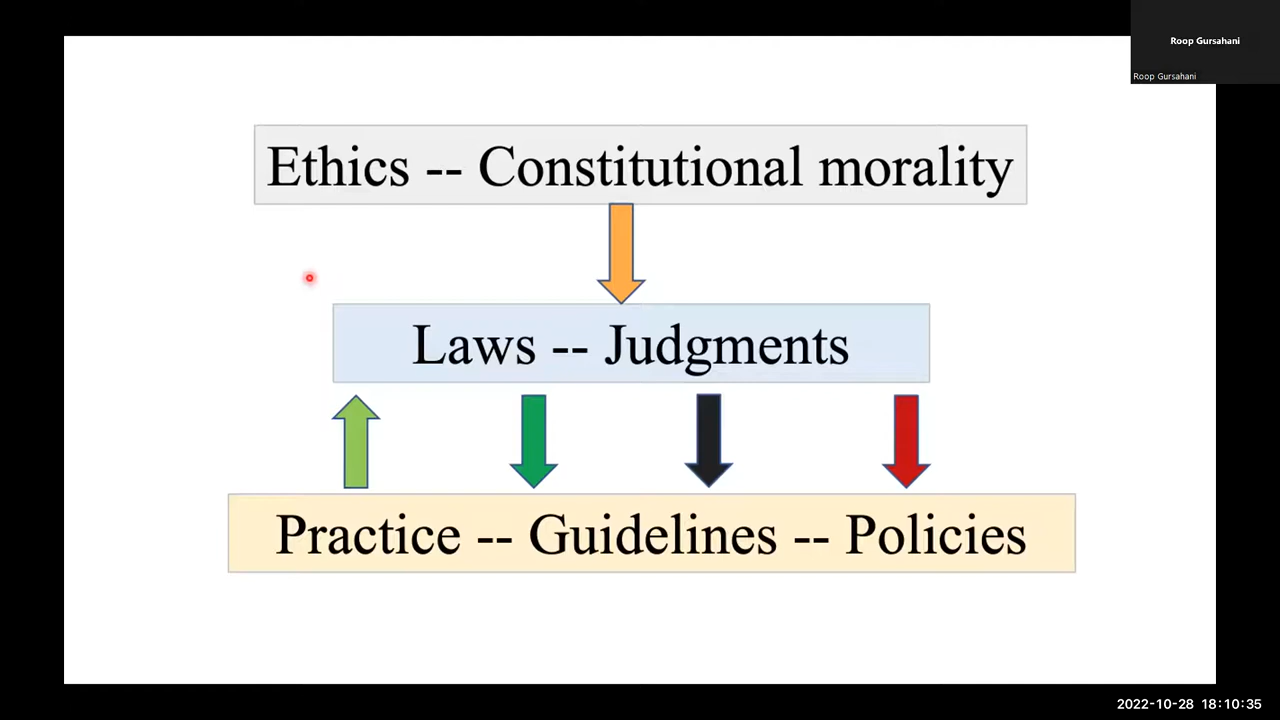 Roop Gursahani
Roop Gursahani
Ethics -- Constitutional morality
Laws -- Judgments
Practice -- Guidelines -- Policies
2022-10-28 18:10:35